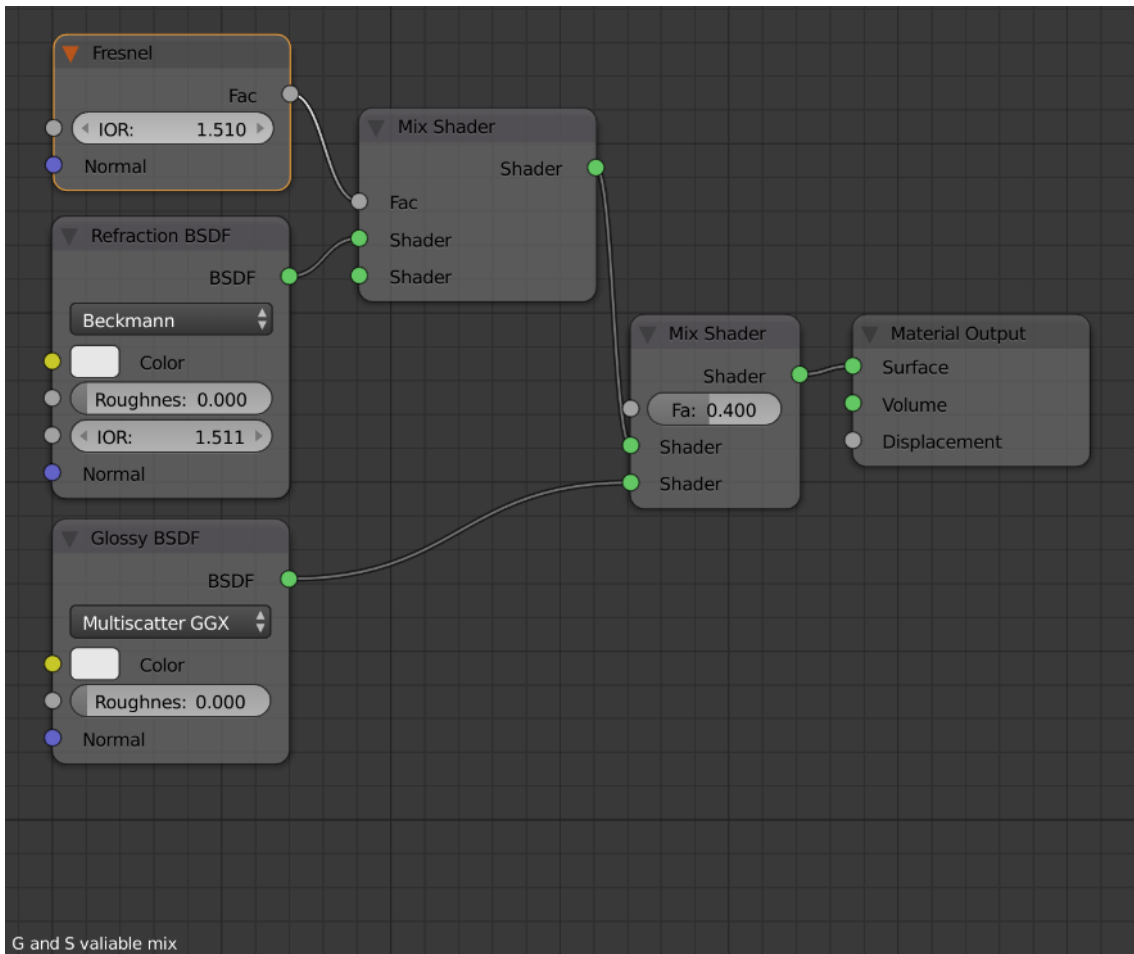 Fresnel
Fac
IOR: 1.510
Normal
Refraction BSDF
BSDF
Beckmann
Color
Roughnes: 0.000
IOR: 1.511
Normal
Glossy BSDF
BSDF
Multiscatter GGX
Color
Roughnes: 0.000
Normal
Mix Shader
Shader
Fac
Shader
Shader
Mix Shader
Shader
Fa: 0.400
Shader
Shader
Material Output
Surface
Volume
Displacement
G and S valiable mix